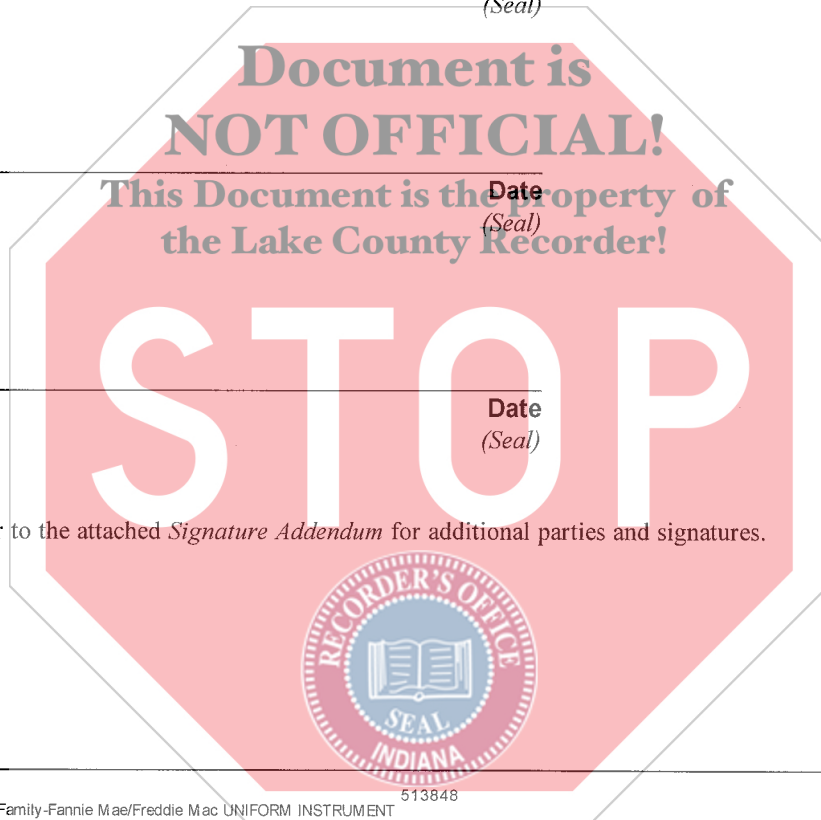 (Seal)
Document is
NOT OFFICIAL!
This Document is the property of
Date
(Seal)
the Lake County Recorder!
STOP
Date
(Seal)
to the attached Signature Addendum for additional parties and signatures.
RECORDER'S OFFICE
SEAL
INDIANA
513848
Family-Fannie Mae/Freddie Mac UNIFORM INSTRUMENT